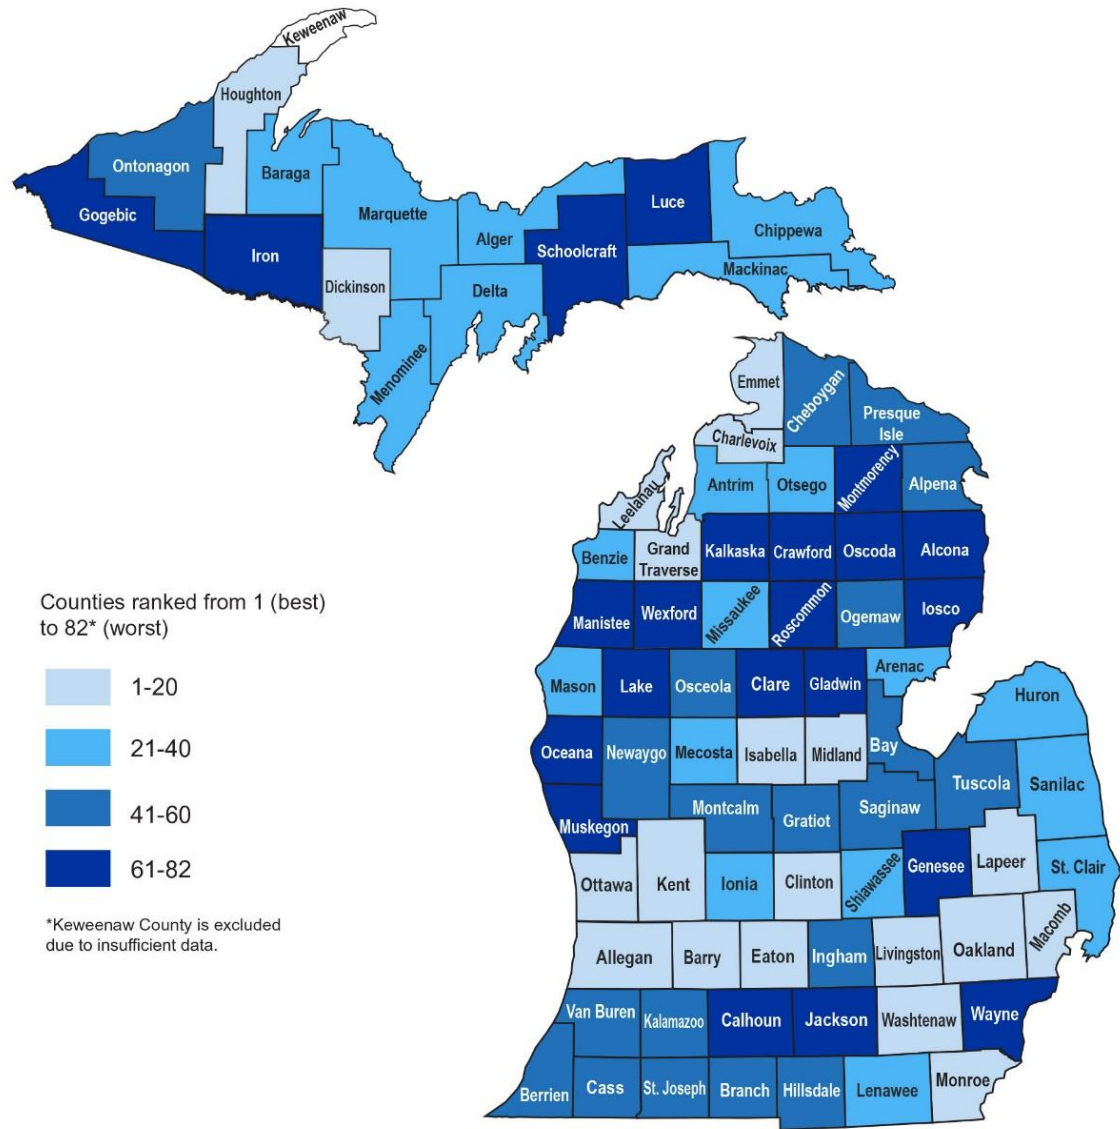 Keweenaw
Houghton
Ontonagon
Baraga
Gogebic
Marquette
Luce
Iron
Alger
Schoolcraft
Chippewa
Mackinac
Dickinson
Delta
Menominee
Emmet
Cheboygan
Presque
Isle
Charlevoix
Leelanau
Antrim
Otsego
Montmorency
Alpena
Benzie
Grand
Traverse
Kalkaska
Crawford
Oscoda
Alcona
Manistee
Wexford
Missaukee
Roscommon
Ogemaw
Iosco
Mason
Lake
Osceola
Clare
Gladwin
Arenac
Huron
Oceana
Newaygo
Mecosta
Isabella
Midland
Bay
Tuscola
Sanilac
Muskegon
Montcalm
Gratiot
Saginaw
Ottawa
Kent
Ionia
Clinton
Shiawassee
Genesee
Lapeer
St. Clair
Allegan
Barry
Eaton
Ingham
Livingston
Oakland
Macomb
Van Buren
Kalamazoo
Calhoun
Jackson
Washtenaw
Wayne
Berrien
Cass
St. Joseph
Branch
Hillsdale
Lenawee
Monroe
Counties ranked from 1 (best)
to 82* (worst)
1-20
21-40
41-60
61-82
*Keweenaw County is excluded
due to insufficient data.